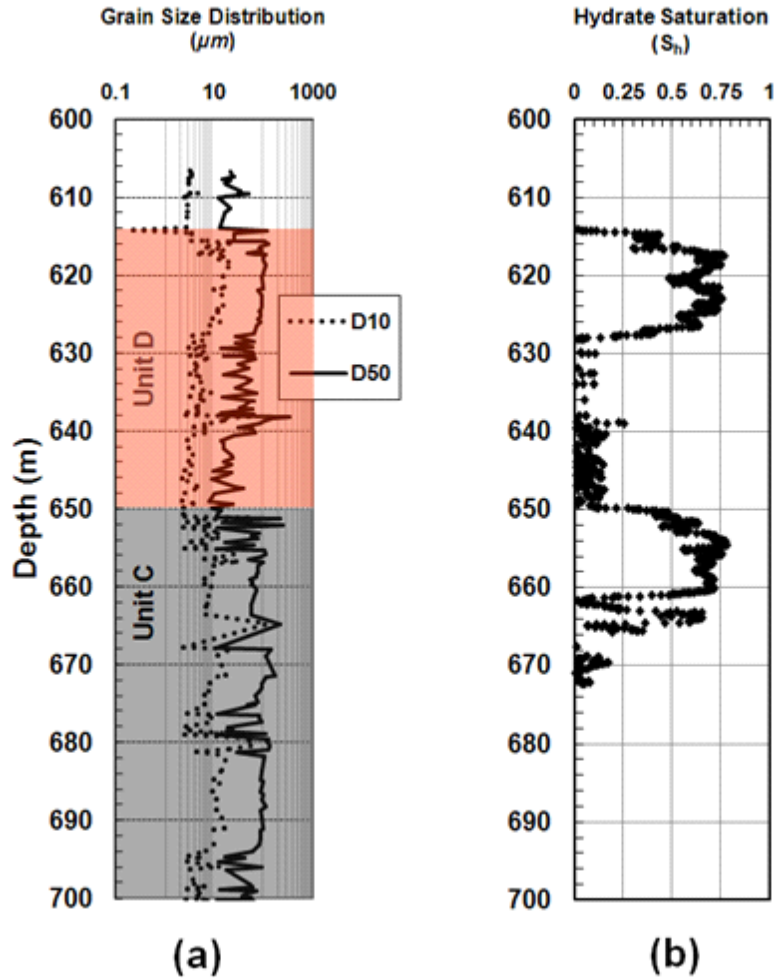 Grain Size Distribution
(μm)
0.1 10 1000
600
610
620
630
640
650
660
670
680
690
700
Depth (m)
Unit D
Unit C
D10
D50
(a)
Hydrate Saturation
(Sh)
0 0.25 0.5 0.75 1
600
610
620
630
640
650
660
670
680
690
700
(b)